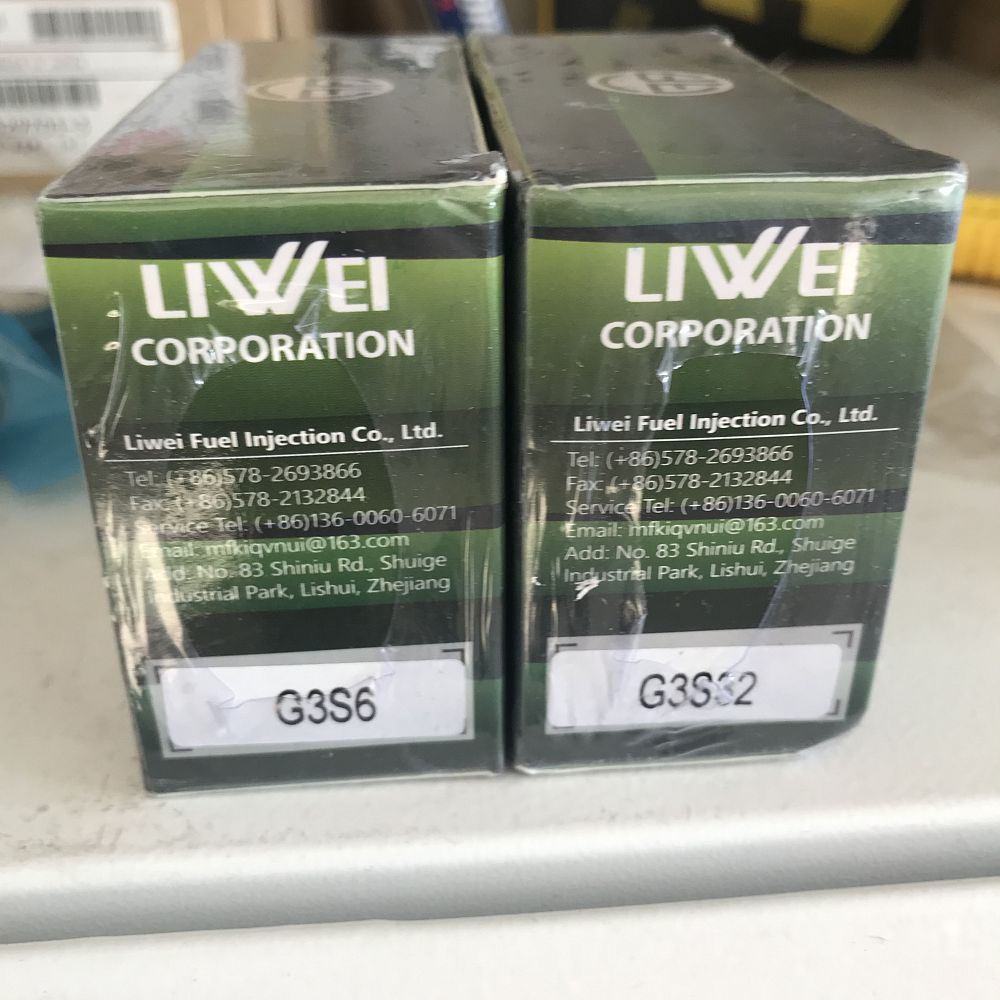 LIWEI
CORPORATION
Liwei Fuel Injection Co., Ltd.
Tel: (+86)578-2693866
Fax: (+86)578-2132844
Service Tel: (+86)136-0060-6071
Email: mfkiqvnui@163.com
Add: No. 83 Shiniu Rd., Shuige
Industrial Park, Lishui, Zhejiang
G3S6
LIWEI
CORPORATION
Liwei Fuel Injection Co., Ltd.
Tel: (+86)578-2693866
Fax: (+86)578-2132844
Service Tel: (+86)136-0060-6071
Email: mfkiqvnui@163.com
Add: No. 83 Shiniu Rd., Shuige
Industrial Park, Lishui, Zhejiang
G3S32